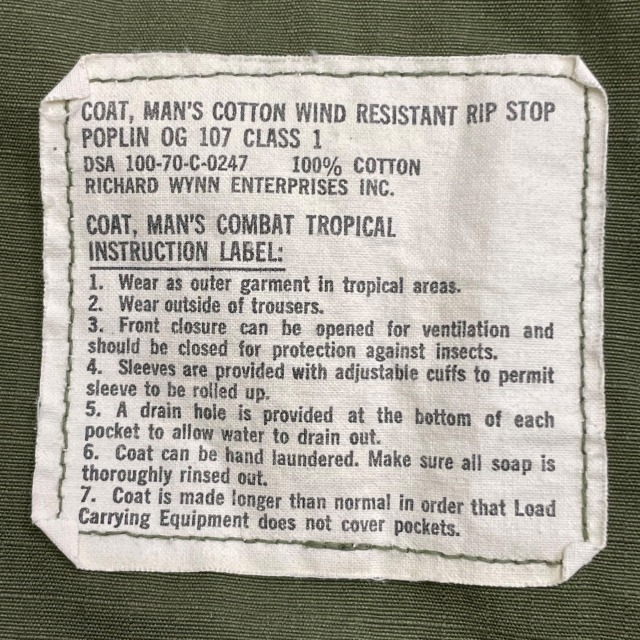 COAT, MAN'S COTTON WIND RESISTANT RIP STOP
POPLIN OG 107 CLASS 1
DSA 100-70-C-0247 100% COTTON
RICHARD WYNN ENTERPRISES INC.
COAT, MAN'S COMBAT TROPICAL
INSTRUCTION LABEL:
1. Wear as outer garment in tropical areas.
2. Wear outside of trousers.
3. Front closure can be opened for ventilation and
should be closed for protection against insects.
4. Sleeves are provided with adjustable cuffs to permit
sleeve to be rolled up.
5. A drain hole is provided at the bottom of each
pocket to allow water to drain out.
6. Coat can be hand laundered. Make sure all soap is
thoroughly rinsed out.
7. Coat is made longer than normal in order that Load
Carrying Equipment does not cover pockets.